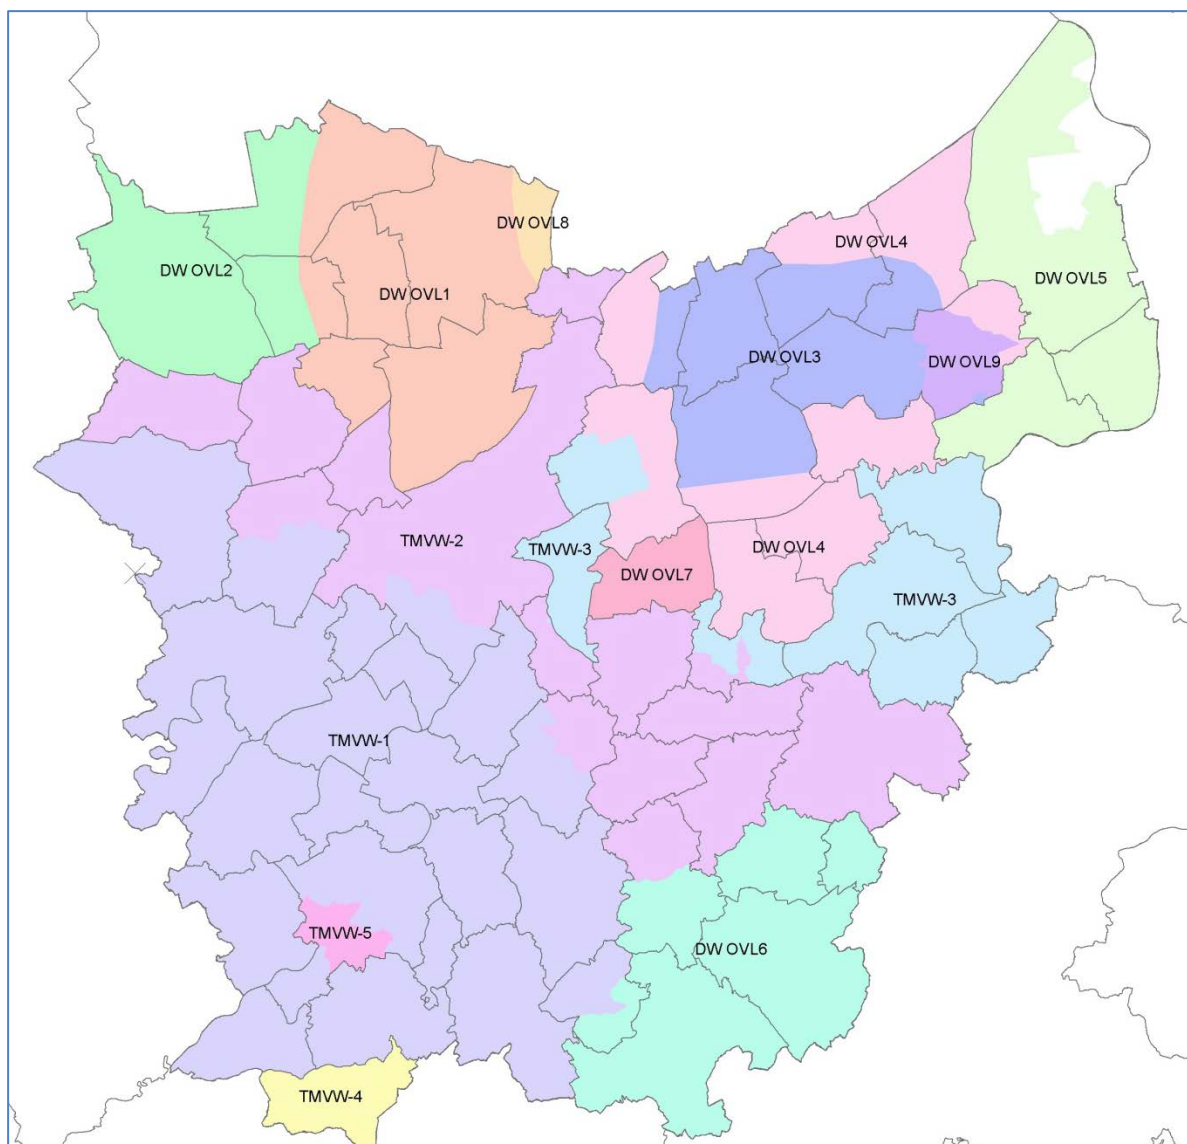 DW OVL8
DW OVL4
DW OVL2
DW OVL5
DW OVL1
DW OVL3
DW OVL9
TMVW-2
TMVW-3
DW OVL4
DW OVL7
TMVW-3
TMVW-1
TMVW-5
DW OVL6
TMVW-4